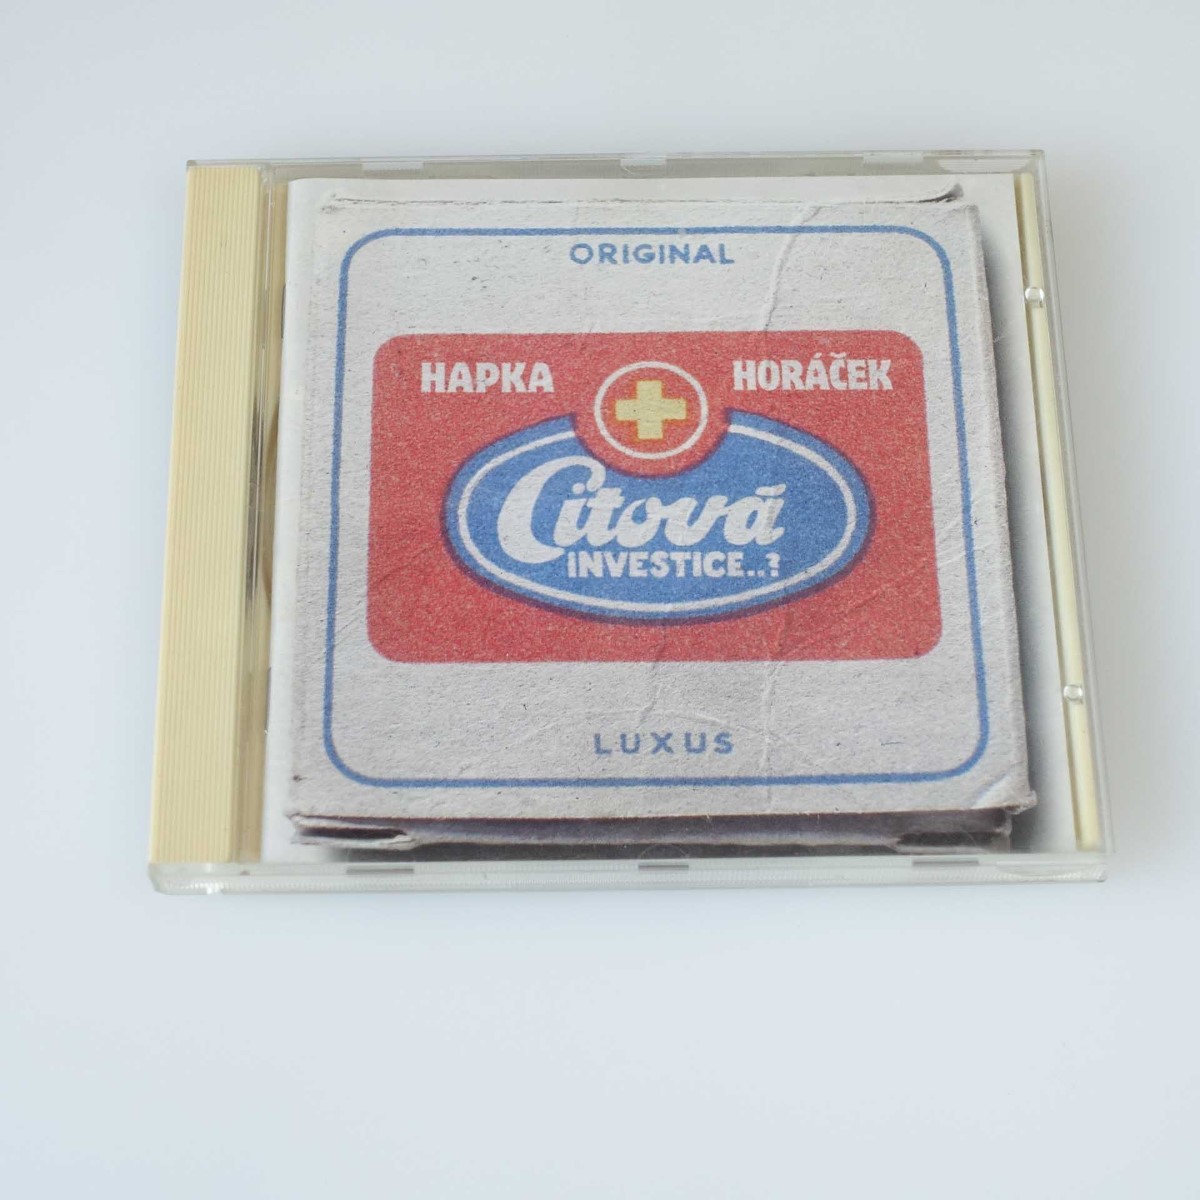 ORIGINAL
HAPKA + HORÁČEK
Citová
INVESTICE..?
LUXUS